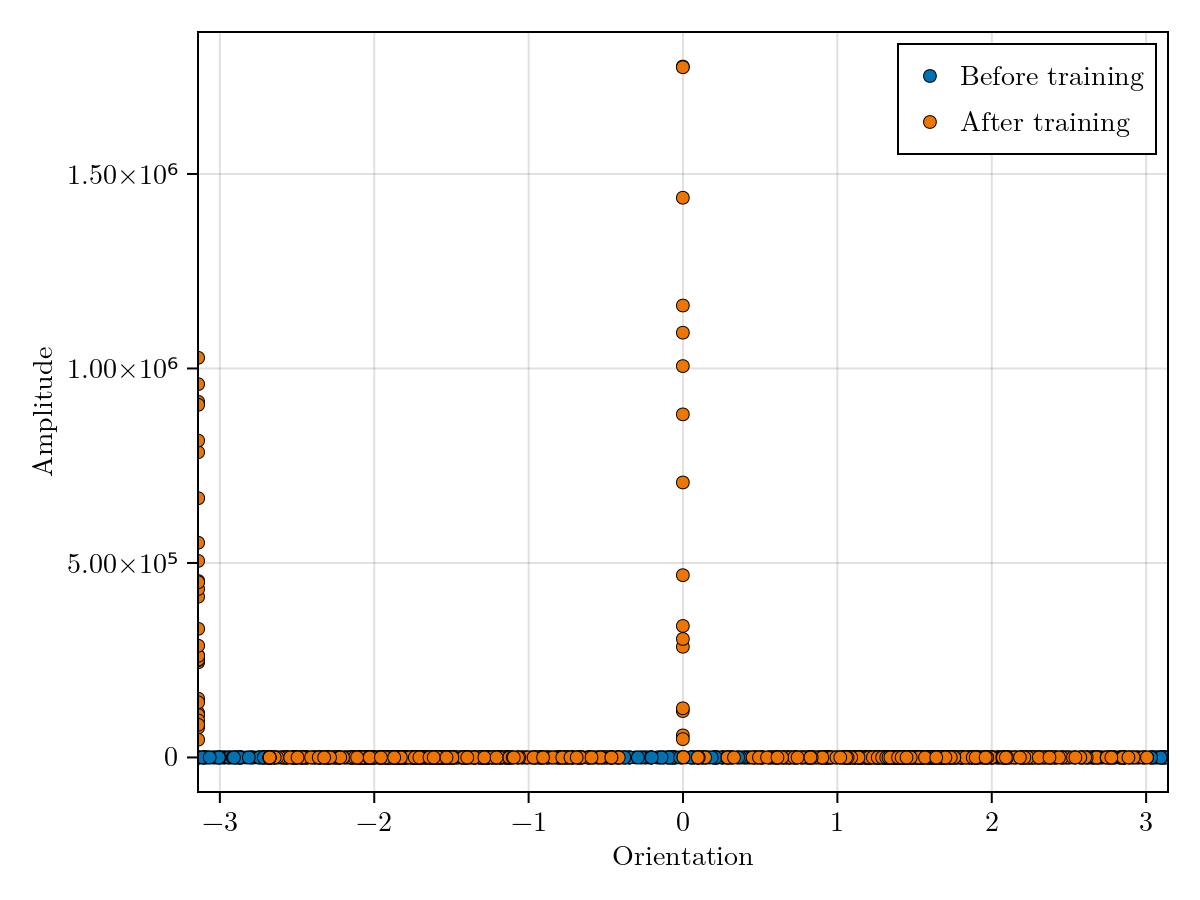 Before training
After training
1.50×10⁶
1.00×10⁶
5.00×10⁵
0
Amplitude
−3 −2 −1 0 1 2 3
Orientation